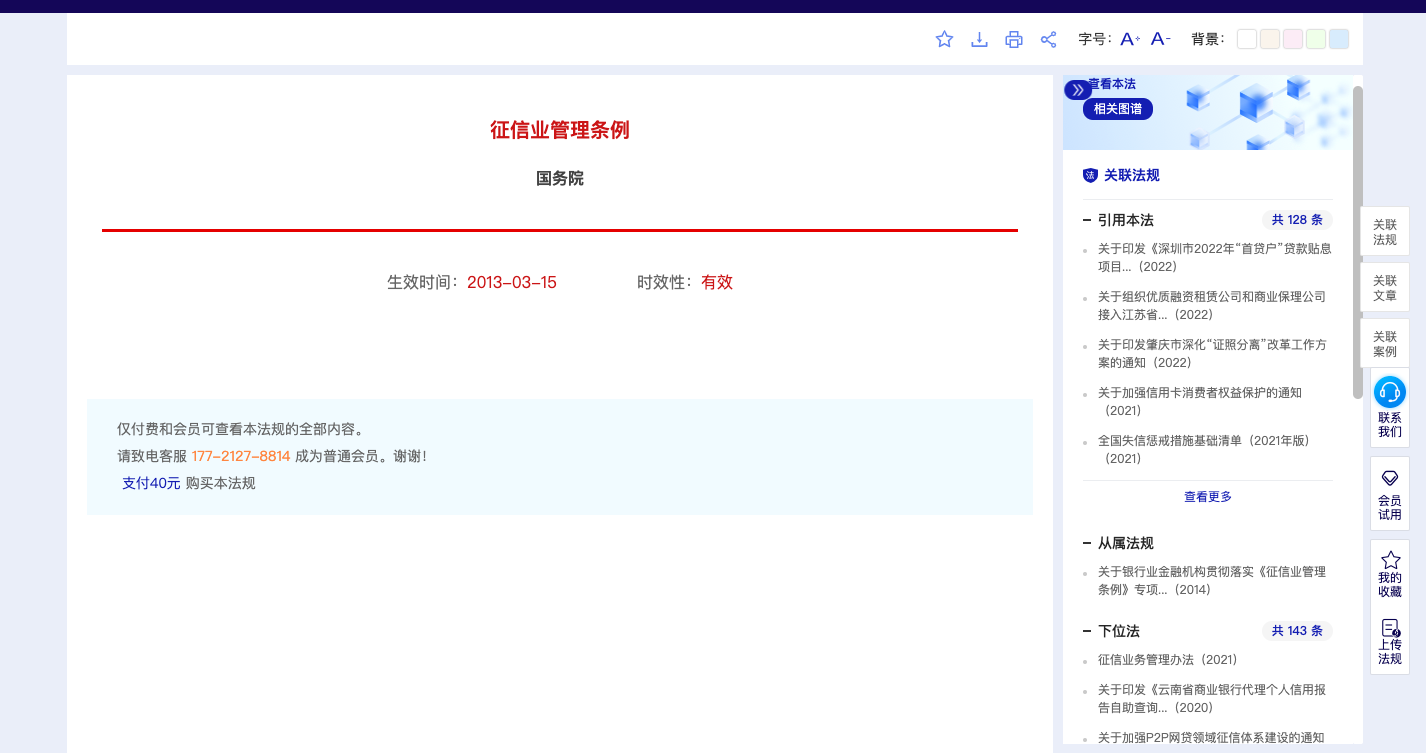 字号： A+ A- 背景：
征信业管理条例
国务院
生效时间：2013-03-15 时效性：有效
仅付费和会员可查看本法规的全部内容。
请致电客服 177-2127-8814 成为普通会员。谢谢！
支付40元 购买本法规
查看本法
相关图谱
关联法规
引用本法 共 128 条
关于印发《深圳市2022年“首贷户”贷款贴息
项目...（2022）
关于组织优质融资租赁公司和商业保理公司
接入江苏省...（2022）
关于印发肇庆市深化“证照分离”改革工作方
案的通知（2022）
关于加强信用卡消费者权益保护的通知
（2021）
全国失信惩戒措施基础清单（2021年版）
（2021）
查看更多
从属法规
关于银行业金融机构贯彻落实《征信业管理
条例》专项...（2014）
下位法 共 143 条
征信业务管理办法（2021）
关于印发《云南省商业银行代理个人信用报
告自助查询...（2020）
关于加强P2P网贷领域征信体系建设的通知
关联
法规
关联
文章
关联
案例
联系
我们
会员
试用
我的
收藏
上传
法规